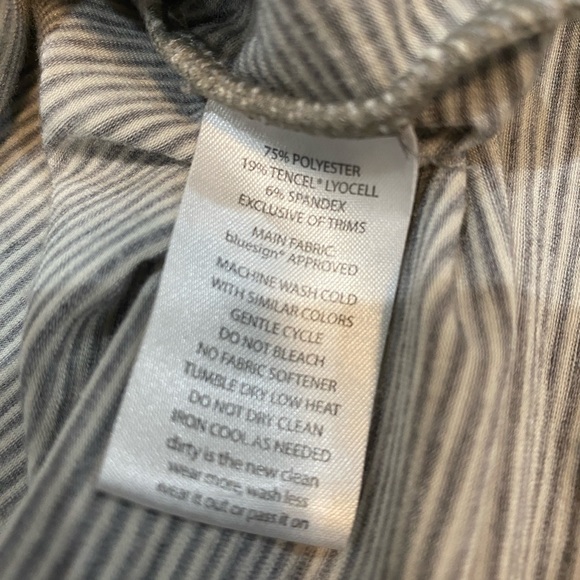 75% POLYESTER
19% TENCEL® LYOCELL
6% SPANDEX
EXCLUSIVE OF TRIMS
MAIN FABRIC:
bluesign® APPROVED
MACHINE WASH COLD
WITH SIMILAR COLORS
GENTLE CYCLE
DO NOT BLEACH
NO FABRIC SOFTENER
TUMBLE DRY LOW HEAT
DO NOT DRY CLEAN
IRON COOL AS NEEDED
dirty is the new clean
wear more, wash less
wear it out or pass it on